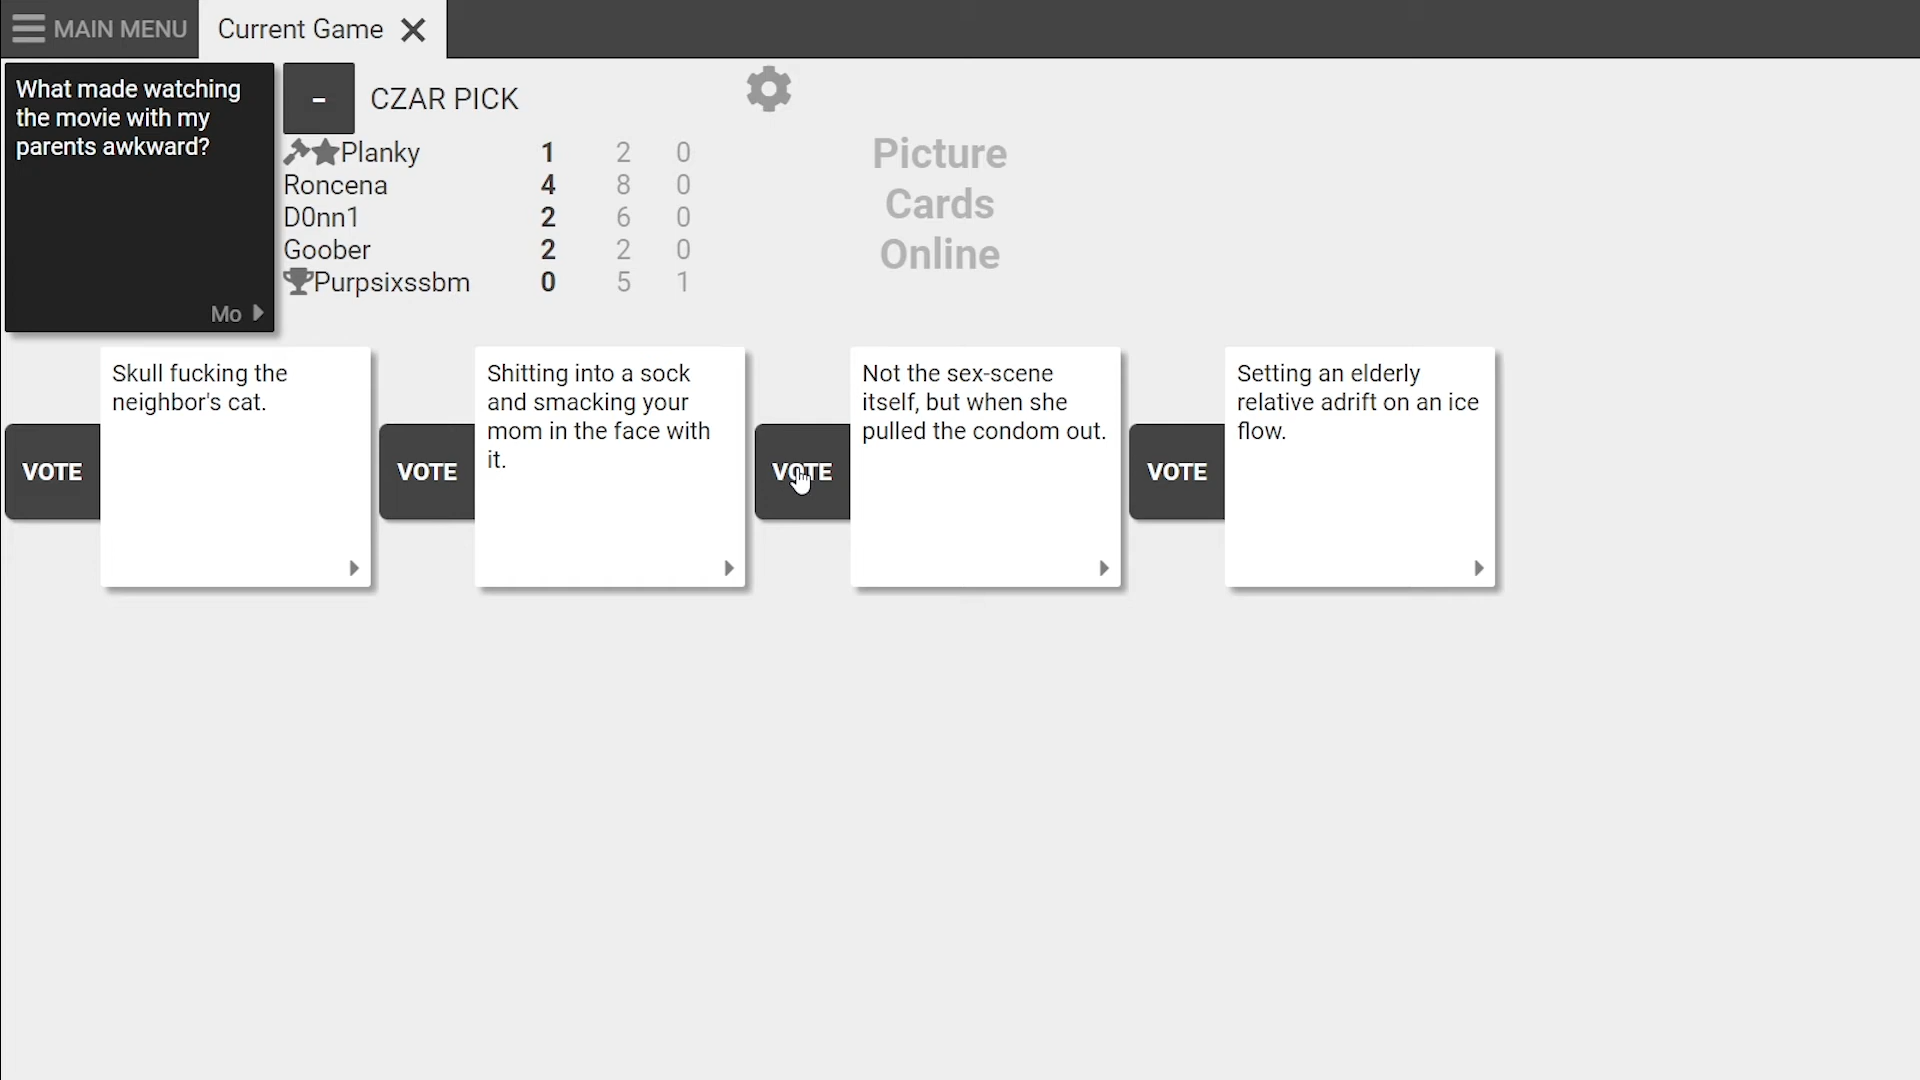 MAIN MENU
Current Game
What made watching
the movie with my
parents awkward?
Mo
-
CZAR PICK
Planky 1 2 0
Roncena 4 8 0
D0nn1 2 6 0
Goober 2 2 0
Purpsixssbm 0 5 1
Picture
Cards
Online
VOTE
Skull fucking the
neighbor's cat.
VOTE
Shitting into a sock
and smacking your
mom in the face with
it.
VOTE
Not the sex-scene
itself, but when she
pulled the condom out.
VOTE
Setting an elderly
relative adrift on an ice
flow.